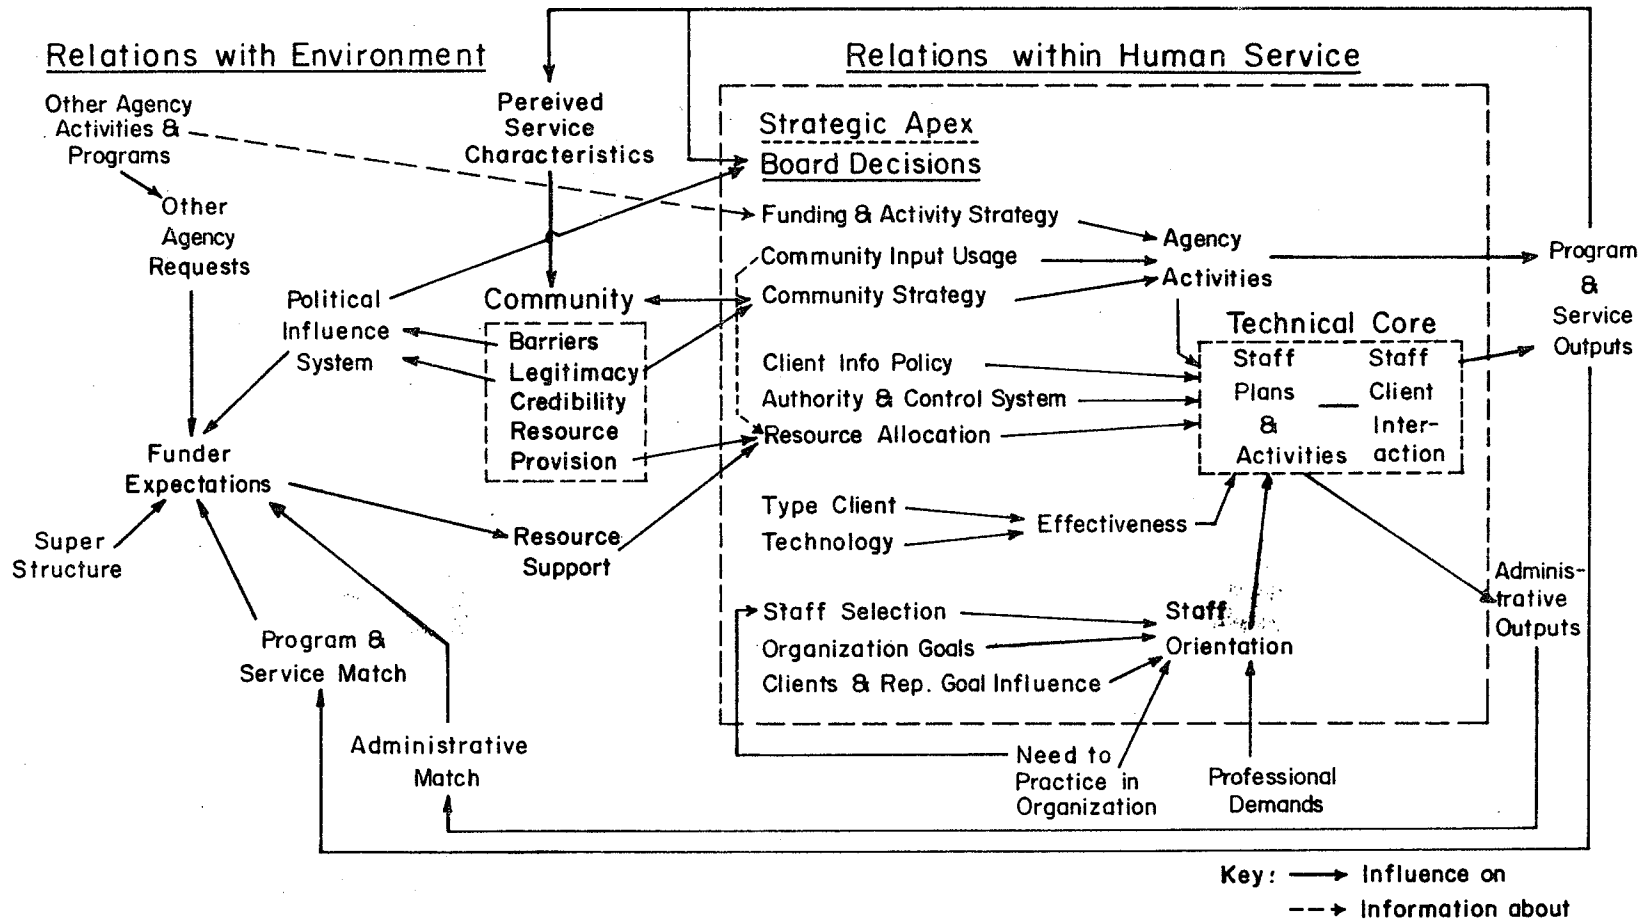 Relations with Environment
Relations within Human Service
Other Agency
Activities &
Programs
Pereived
Service
Characteristics
Strategic Apex
Board Decisions
Other
Agency
Requests
Funding & Activity Strategy
Community Input Usage
Community Strategy
Agency
Activities
Program
&
Service
Outputs
Political
Influence
System
Community
Barriers
Legitimacy
Credibility
Resource
Provision
Client Info Policy
Authority & Control System
Resource Allocation
Technical Core
Staff
Plans
&
Activities
Staff
Client
Inter-
action
Funder
Expectations
Super
Structure
Resource
Support
Type Client
Technology
Effectiveness
Adminis-
trative
Outputs
Staff Selection
Organization Goals
Clients & Rep. Goal Influence
Staff
Orientation
Program &
Service Match
Administrative
Match
Need to
Practice in
Organization
Professional
Demands
Key: Influence on
Information about